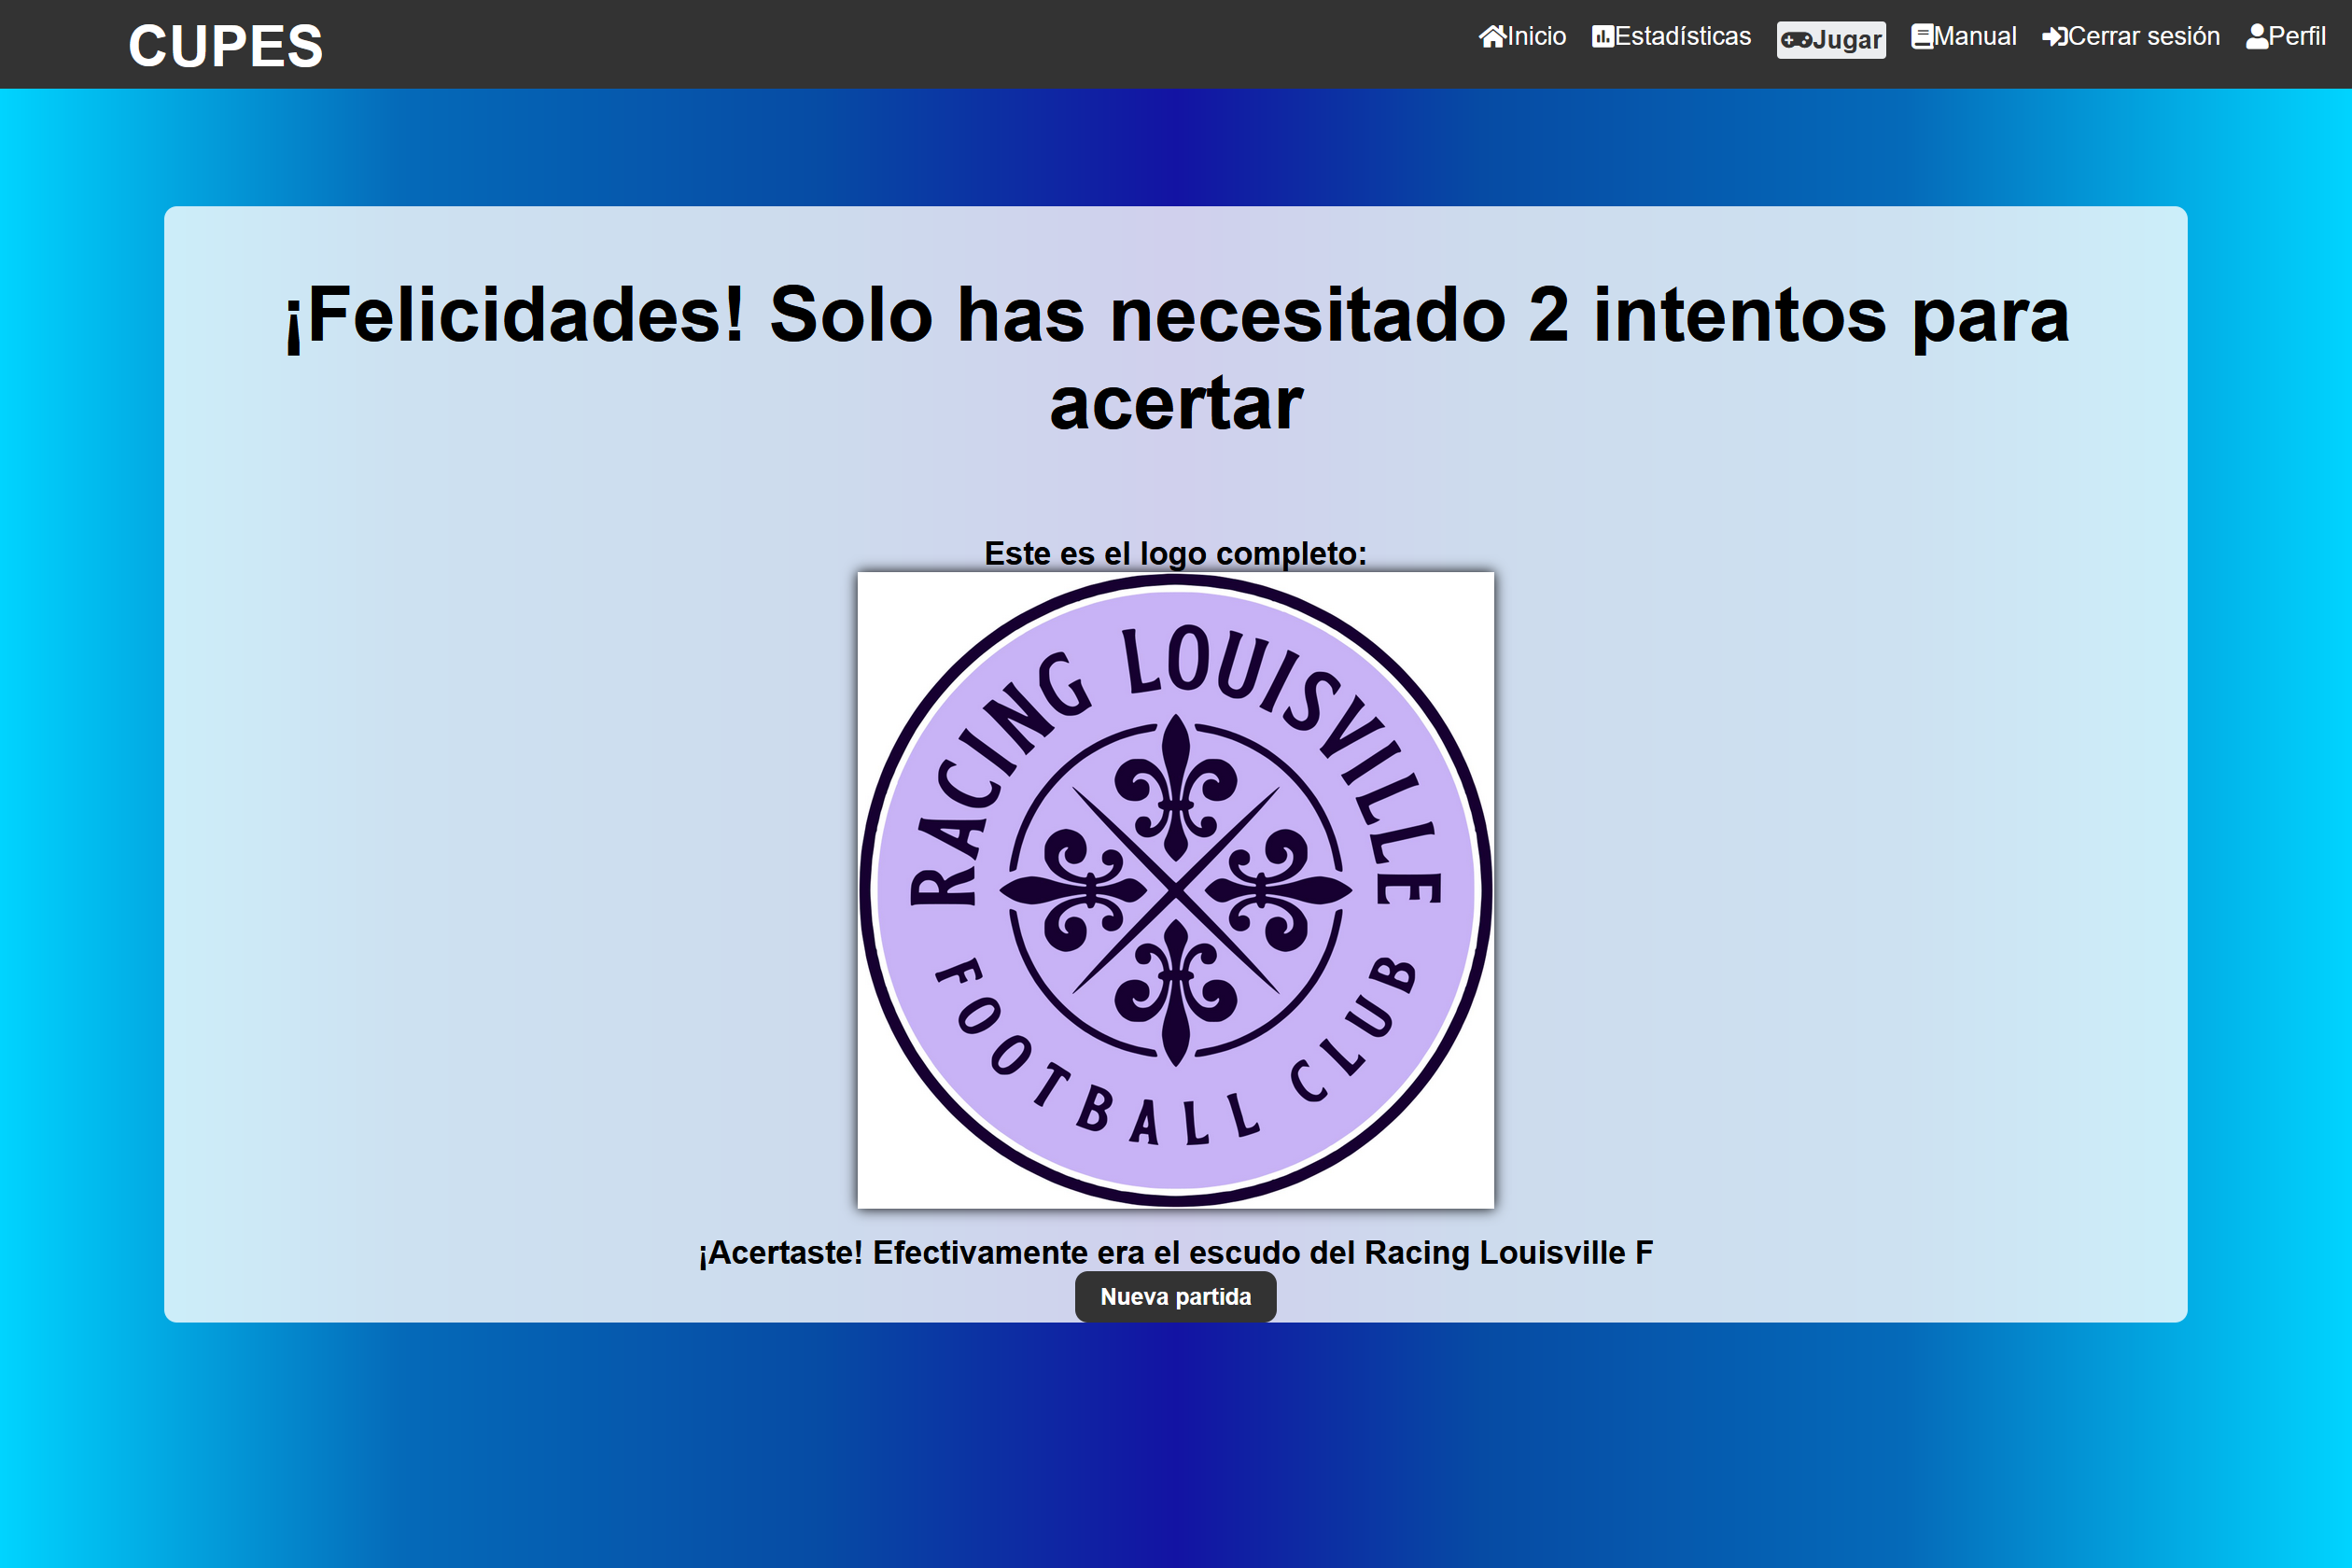 CUPES
Inicio Estadísticas Jugar Manual Cerrar sesión Perfil
¡Felicidades! Solo has necesitado 2 intentos para
acertar
Este es el logo completo:
RACING LOUISVILLE
FOOTBALL CLUB
¡Acertaste! Efectivamente era el escudo del Racing Louisville F
Nueva partida